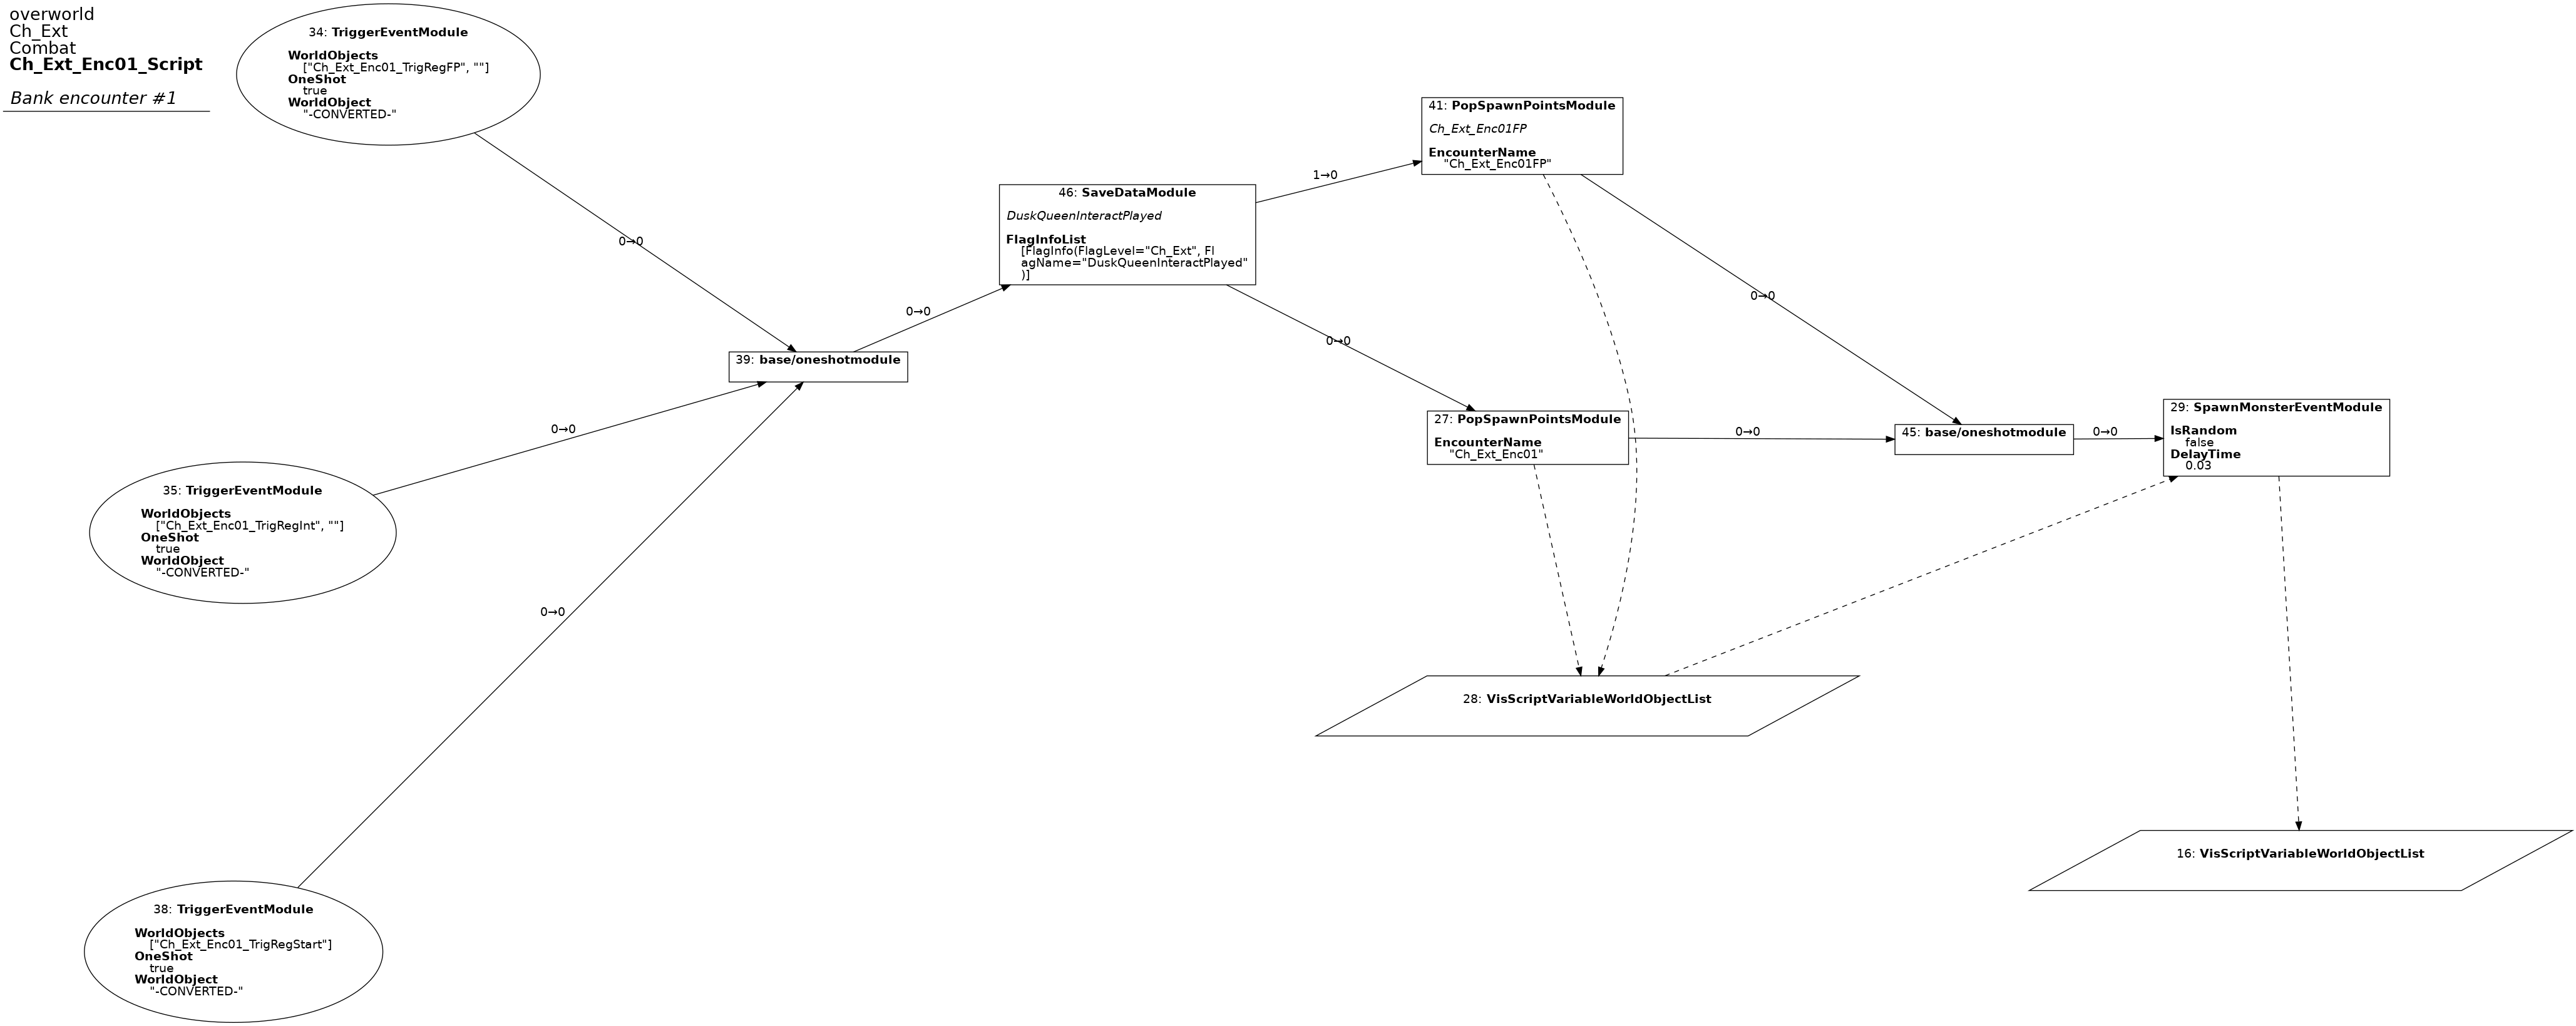 overworld
Ch_Ext
Combat
Ch_Ext_Enc01_Script
Bank encounter #1
34: TriggerEventModule
WorldObjects
["Ch_Ext_Enc01_TrigRegFP", ""]
OneShot
true
WorldObject
"-CONVERTED-"
0→0
41: PopSpawnPointsModule
Ch_Ext_Enc01FP
EncounterName
"Ch_Ext_Enc01FP"
1→0
46: SaveDataModule
DuskQueenInteractPlayed
FlagInfoList
[FlagInfo(FlagLevel="Ch_Ext", Fl
agName="DuskQueenInteractPlayed"
)]
0→0
0→0
0→0
39: base/oneshotmodule
27: PopSpawnPointsModule
EncounterName
"Ch_Ext_Enc01"
0→0
45: base/oneshotmodule
0→0
29: SpawnMonsterEventModule
IsRandom
false
DelayTime
0.03
0→0
35: TriggerEventModule
WorldObjects
["Ch_Ext_Enc01_TrigRegInt", ""]
OneShot
true
WorldObject
"-CONVERTED-"
0→0
28: VisScriptVariableWorldObjectList
16: VisScriptVariableWorldObjectList
38: TriggerEventModule
WorldObjects
["Ch_Ext_Enc01_TrigRegStart"]
OneShot
true
WorldObject
"-CONVERTED-"